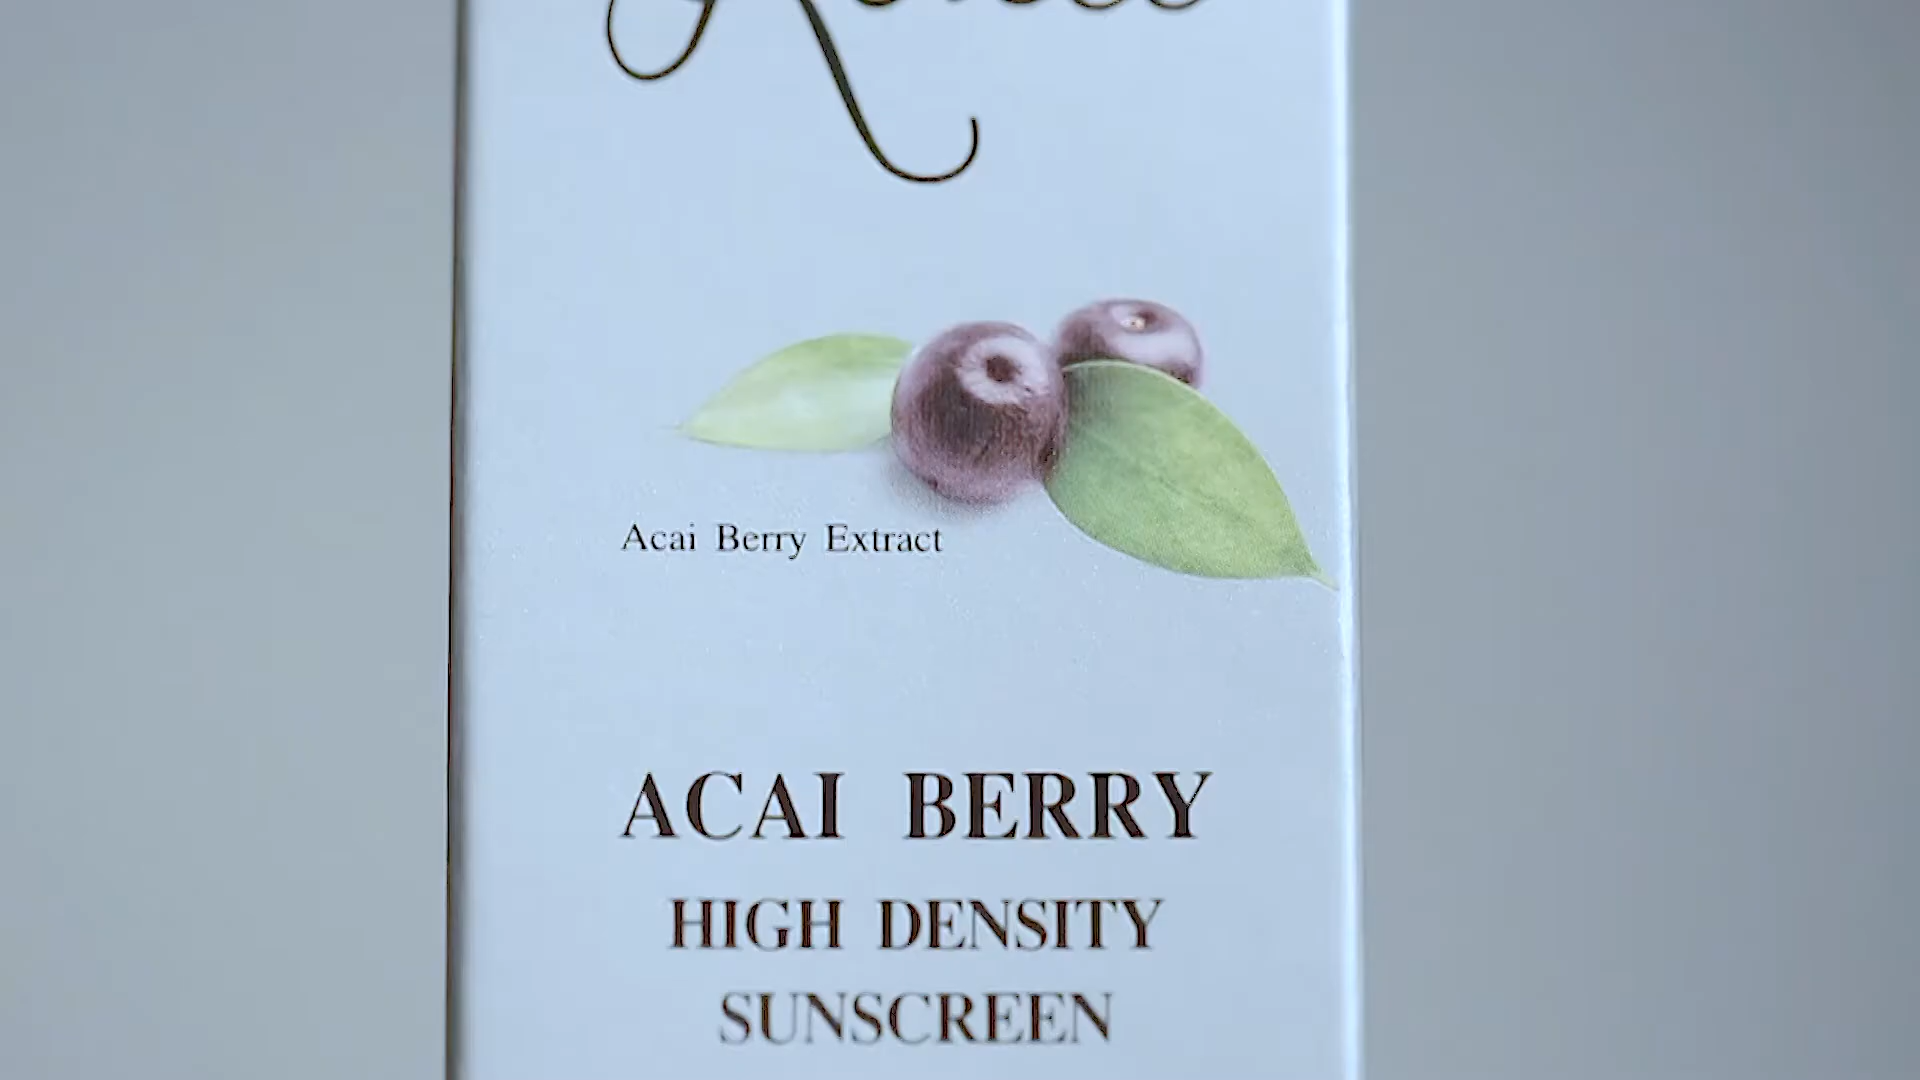 Acai Berry Extract
ACAI BERRY
HIGH DENSITY
SUNSCREEN